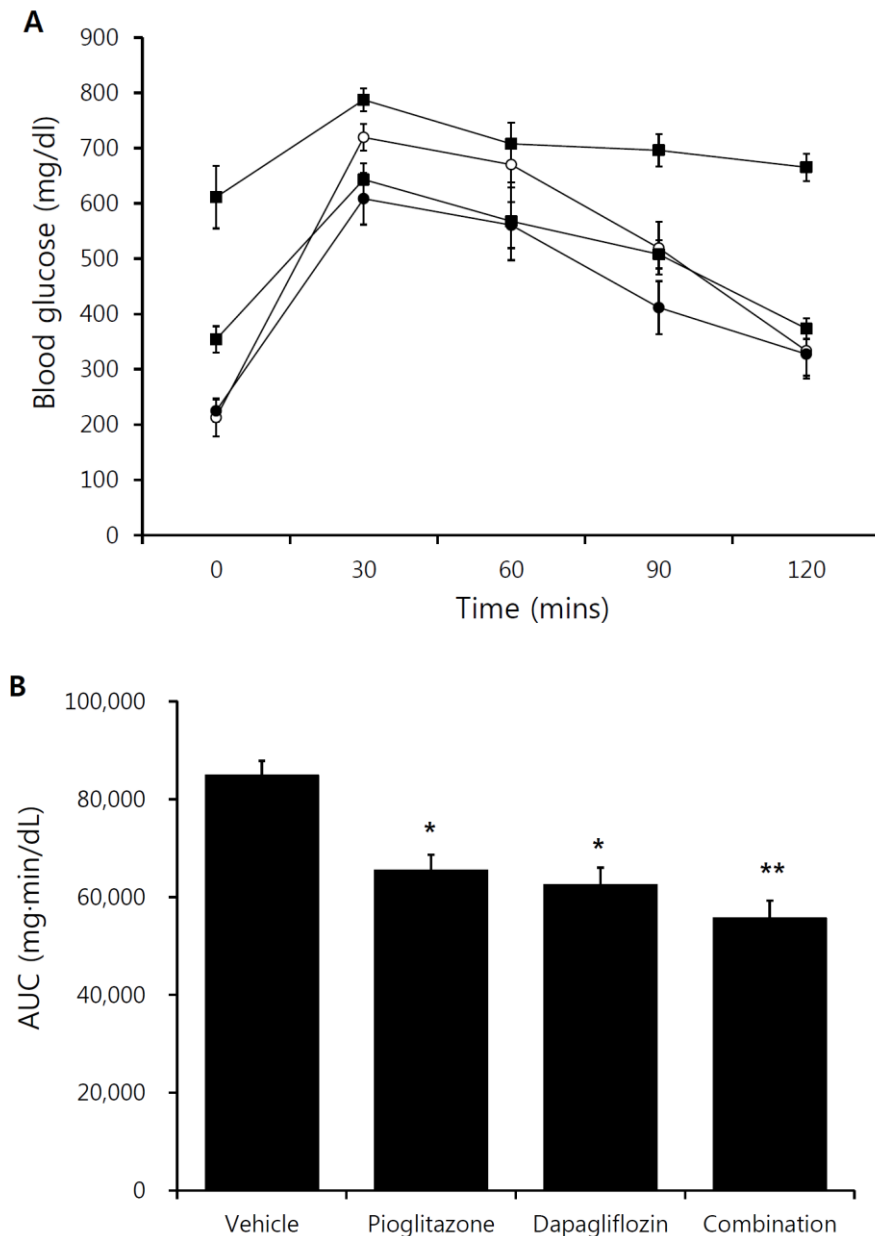 A
900
800
700
600
500
400
300
200
100
0
Blood glucose (mg/dl)
0 30 60 90 120
Time (mins)
B
100,000
80,000
60,000
40,000
20,000
0
AUC (mg·min/dL)
* * **
Vehicle Pioglitazone Dapagliflozin Combination